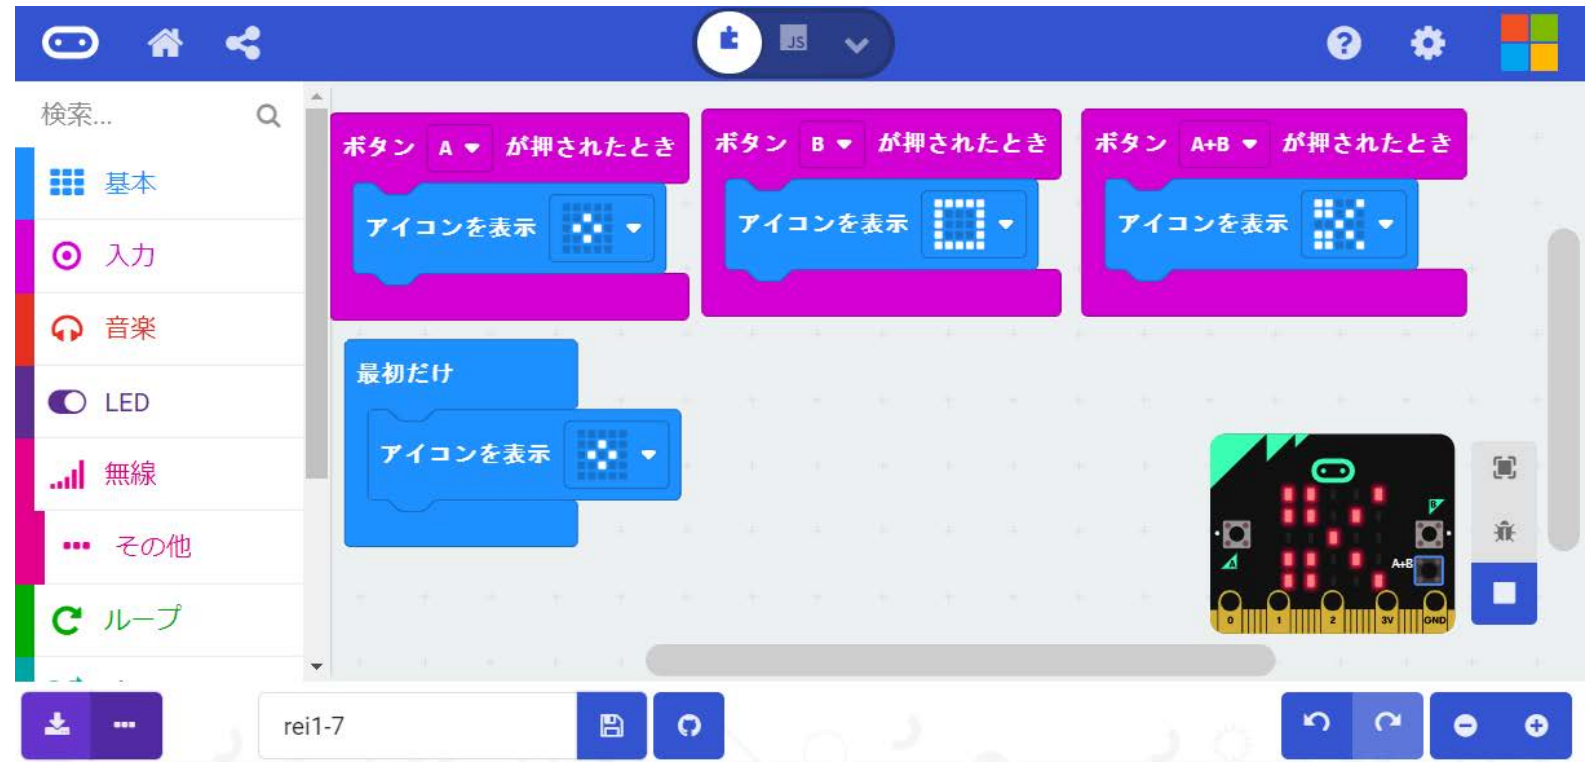 JS
検索...
基本
入力
音楽
LED
無線
その他
ループ
ボタン A が押されたとき
アイコンを表示
ボタン B が押されたとき
アイコンを表示
ボタン A+B が押されたとき
アイコンを表示
最初だけ
アイコンを表示
B
A
A+B
0 1 2 3V GND
rei1-7